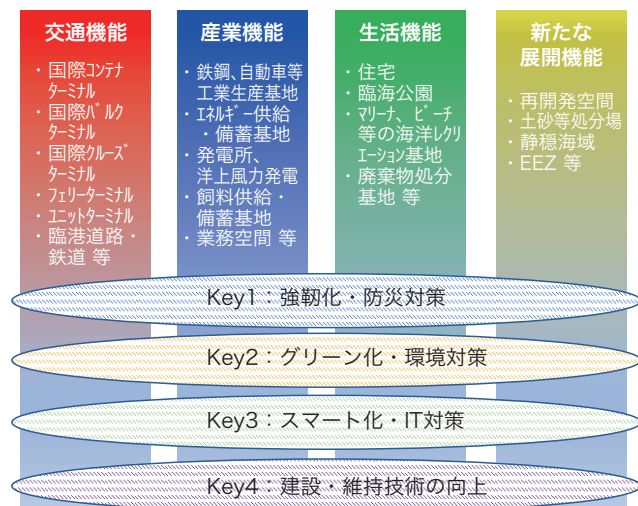 交通機能
・国際コンテナ
ターミナル
・国際バルク
ターミナル
・国際クルーズ
ターミナル
・フェリーターミナル
・ユニットターミナル
・臨港道路・
鉄道 等
産業機能
・鉄鋼、自動車等
工業生産基地
・エネルギー供給
・備蓄基地
・発電所、
洋上風力発電
・飼料供給・
備蓄基地
・業務空間 等
生活機能
・住宅
・臨海公園
・マリーナ、ビーチ
等の海洋レクリ
エーション基地
・廃棄物処分
基地 等
新たな
展開機能
・再開発空間
・土砂等処分場
・静穏海域
・EEZ 等
Key1：強靭化・防災対策
Key2：グリーン化・環境対策
Key3：スマート化・IT対策
Key4：建設・維持技術の向上